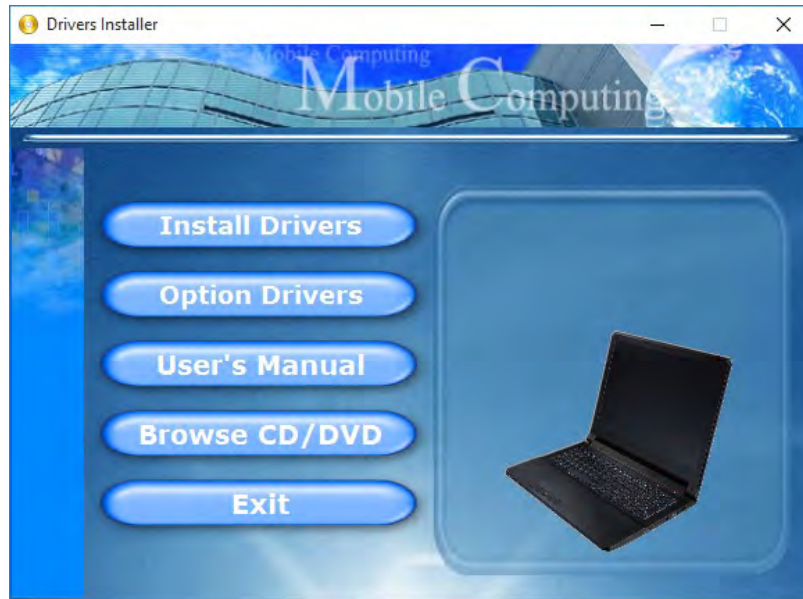 Drivers Installer
Mobile Computing
Mobile Computing
Install Drivers
Option Drivers
User's Manual
Browse CD/DVD
Exit